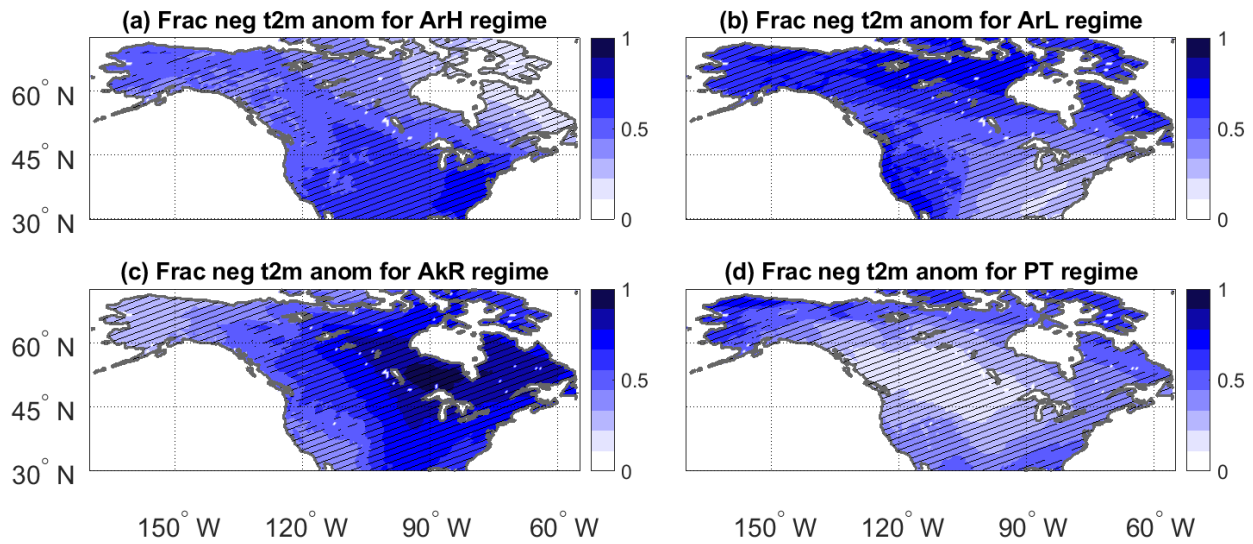 (a) Frac neg t2m anom for ArH regime
1
60° N
0.5
45° N
30° N
0
(b) Frac neg t2m anom for ArL regime
1
0.5
0
(c) Frac neg t2m anom for AkR regime
1
60° N
0.5
45° N
30° N
0
150° W
120° W
90° W
60° W
(d) Frac neg t2m anom for PT regime
1
0.5
0
150° W
120° W
90° W
60° W